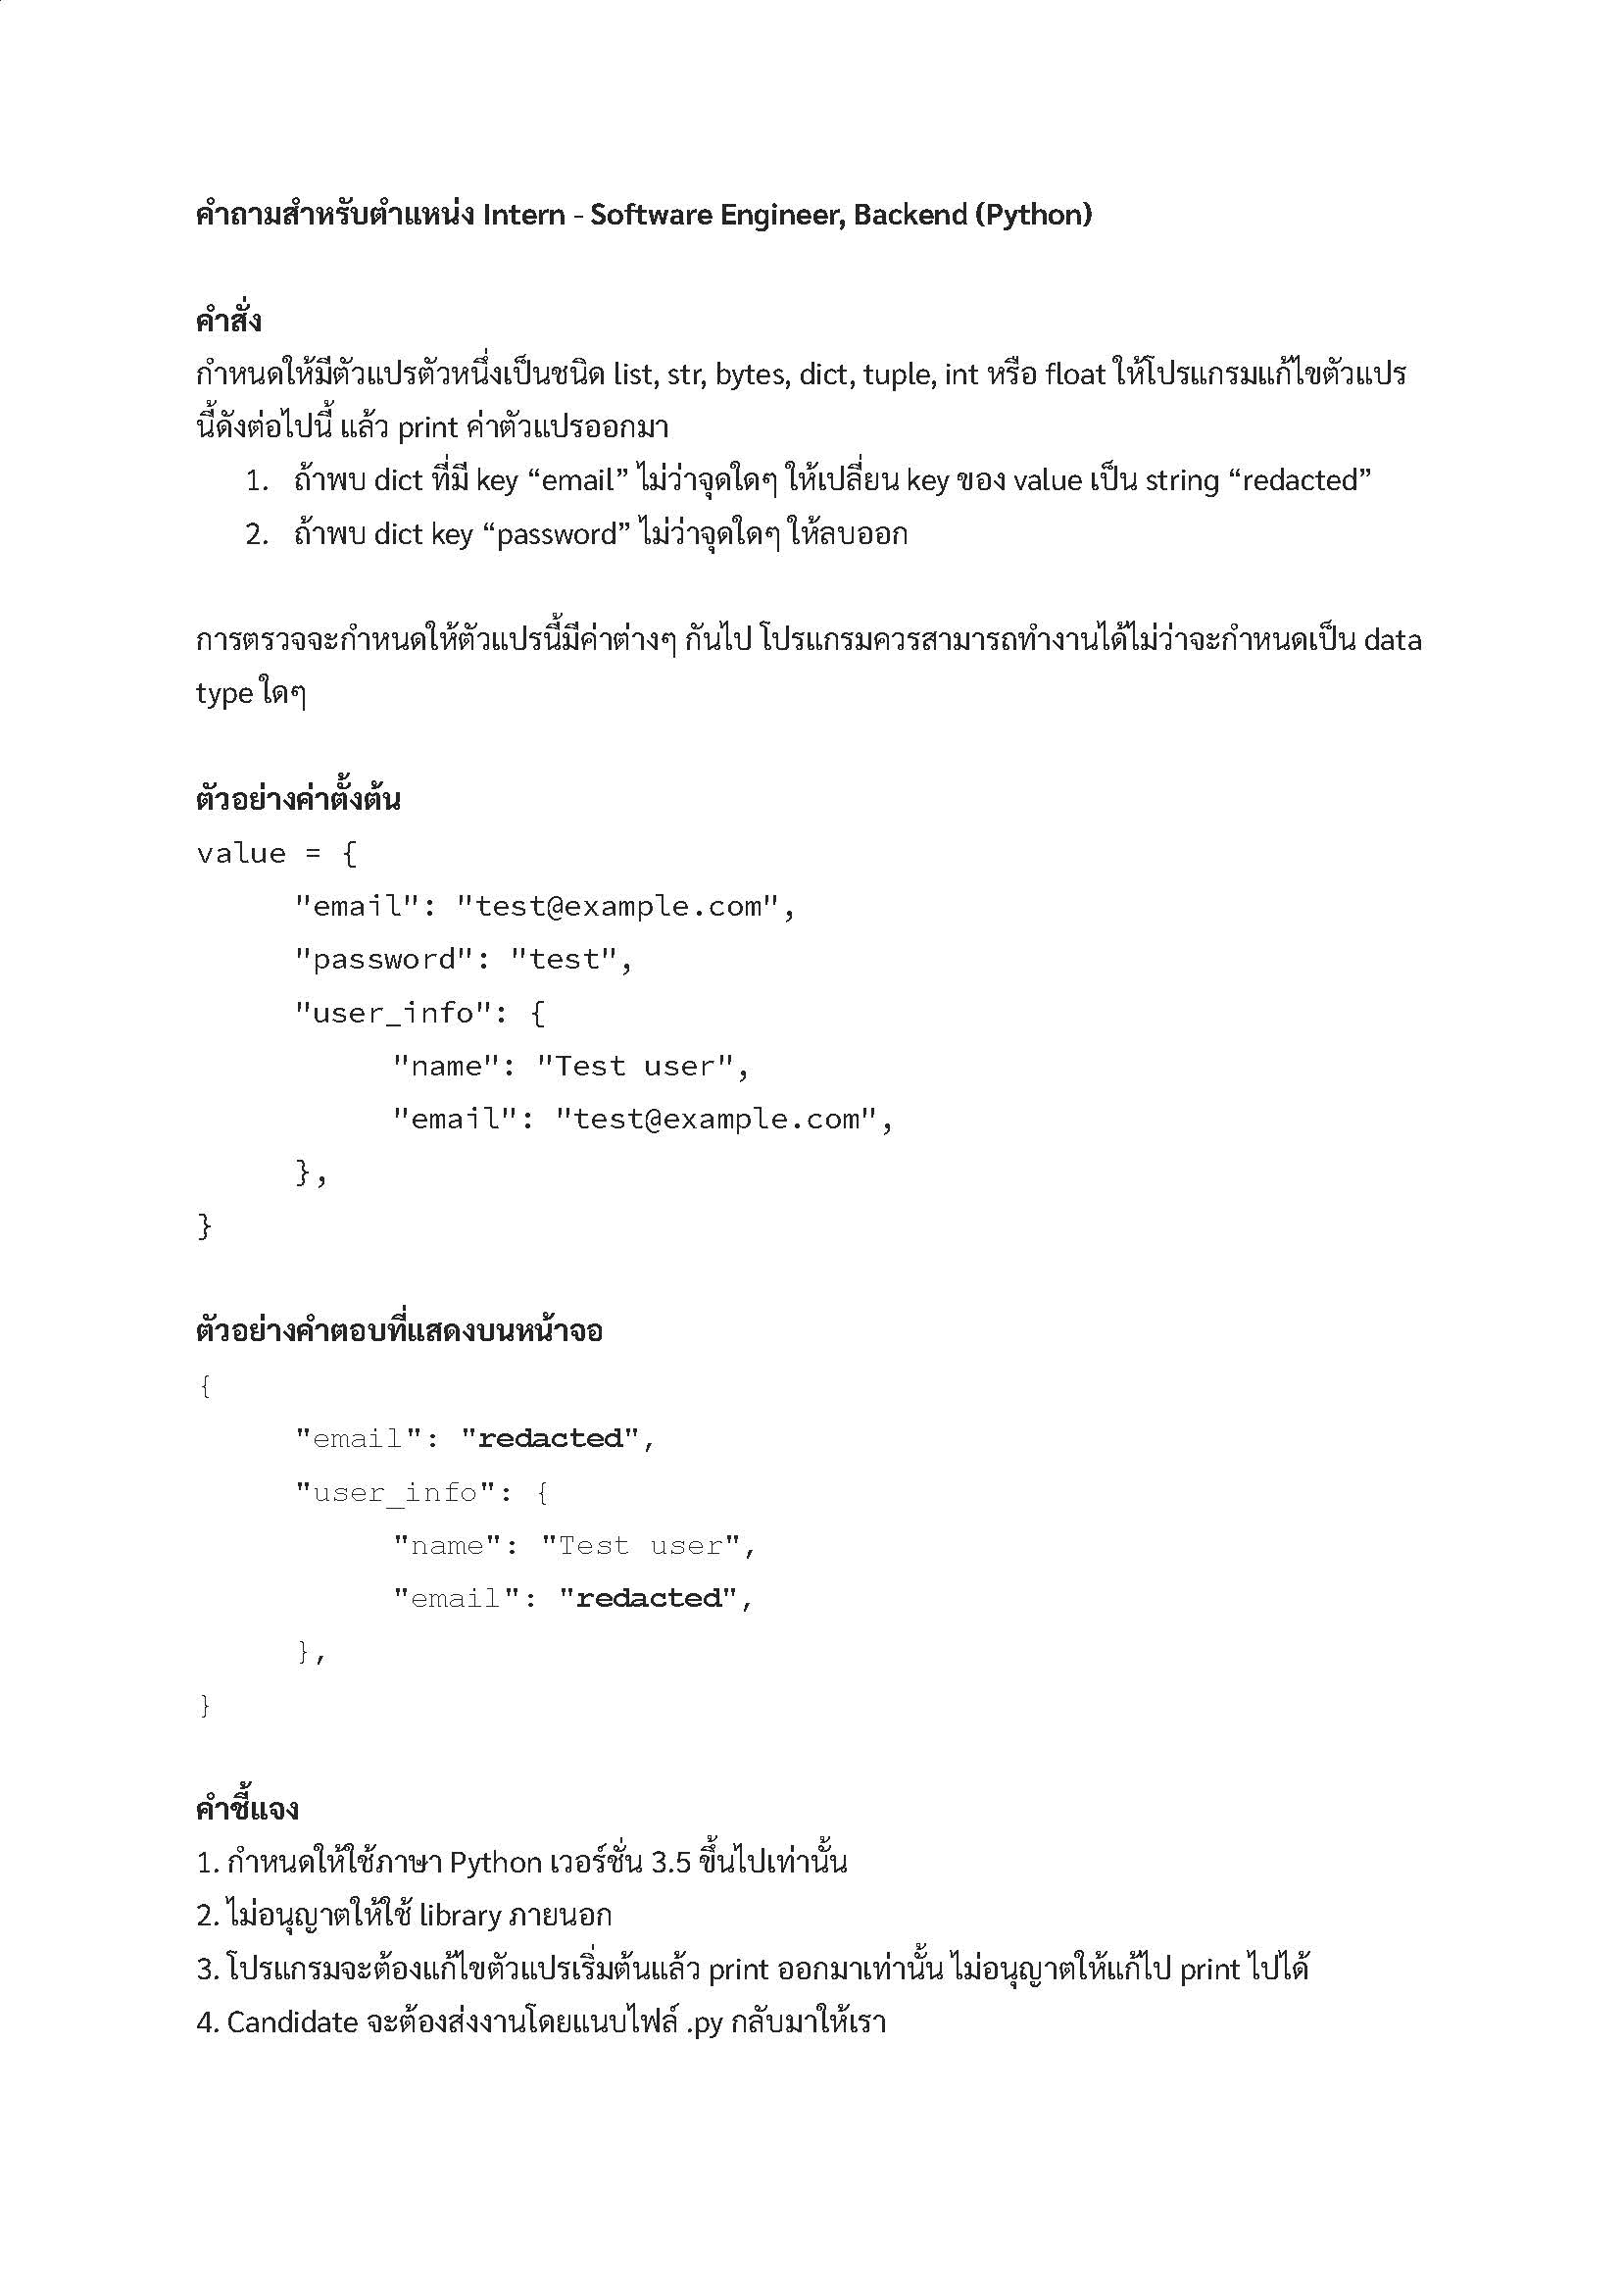 คำถามสำหรับตำแหน่ง Intern - Software Engineer, Backend (Python)
คำสั่ง
กำหนดให้มีตัวแปรตัวหนึ่งเป็นชนิด list, str, bytes, dict, tuple, int หรือ float ให้โปรแกรมแก้ไขตัวแปร
นี้ดังต่อไปนี้ แล้ว print ค่าตัวแปรออกมา
1. ถ้าพบ dict ที่มี key “email” ไม่ว่าจุดใดๆ ให้เปลี่ยน key ของ value เป็น string “redacted”
2. ถ้าพบ dict key “password” ไม่ว่าจุดใดๆ ให้ลบออก
การตรวจจะกำหนดให้ตัวแปรนี้มีค่าต่างๆ กันไป โปรแกรมควรสามารถทำงานได้ไม่ว่าจะกำหนดเป็น data
type ใดๆ
ตัวอย่างค่าตั้งต้น
value = {
"email": "test@example.com",
"password": "test",
"user_info": {
"name": "Test user",
"email": "test@example.com",
},
}
ตัวอย่างคำตอบที่แสดงบนหน้าจอ
{
"email": "redacted",
"user_info": {
"name": "Test user",
"email": "redacted",
},
}
คำชี้แจง
1. กำหนดให้ใช้ภาษา Python เวอร์ชั่น 3.5 ขึ้นไปเท่านั้น
2. ไม่อนุญาตให้ใช้ library ภายนอก
3. โปรแกรมจะต้องแก้ไขตัวแปรเริ่มต้นแล้ว print ออกมาเท่านั้น ไม่อนุญาตให้แก้ไป print ไปได้
4. Candidate จะต้องส่งงานโดยแนบไฟล์ .py กลับมาให้เรา